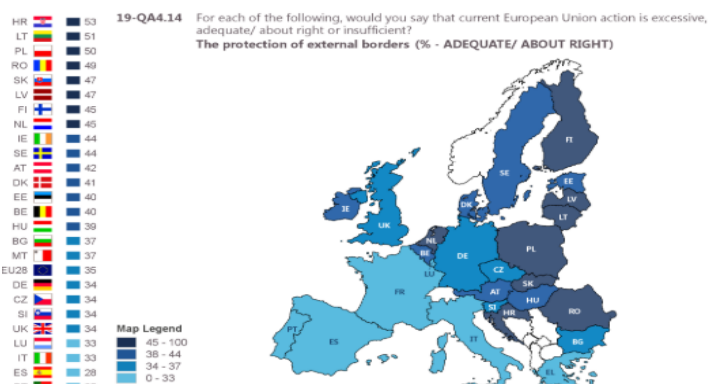 19-QA4.14 For each of the following, would you say that current European Union action is excessive,
adequate/ about right or insufficient?
The protection of external borders (% - ADEQUATE/ ABOUT RIGHT)
HR 53
LT 51
PL 50
RO 49
SK 47
LV 47
FI 45
NL 45
IE 44
SE 44
AT 42
DK 41
EE 40
BE 40
HU 39
BG 37
MT 37
EU28 35
DE 34
CZ 34
SI 34
UK 34
LU 33
IT 33
ES 28
Map Legend
45 - 100
38 - 44
34 - 37
0 - 33
FI
SE
EE
LV
LT
DK
IE
UK
NL
BE
LU
DE
PL
CZ
SK
AT
HU
SI
HR
RO
BG
FR
PT
ES
IT
EL